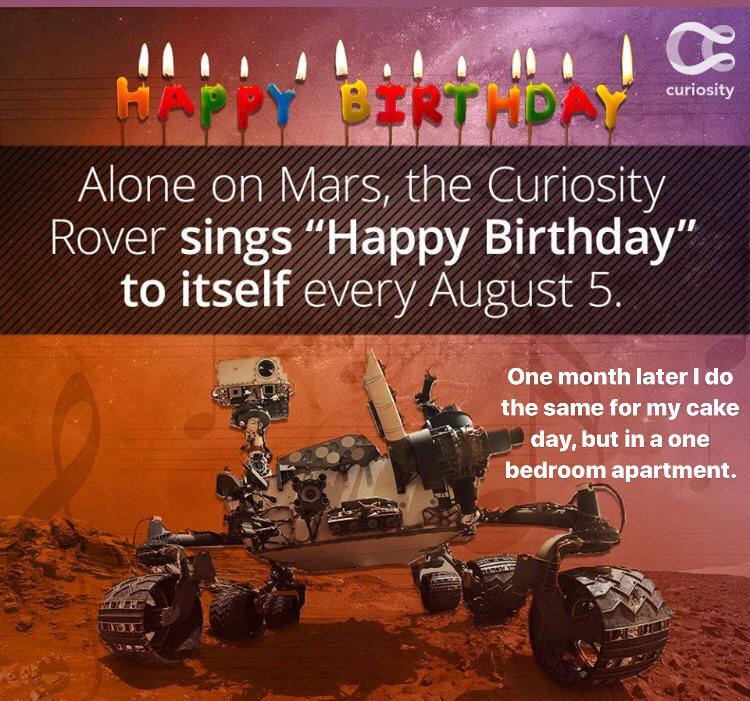 curiosity
HAPPY BIRTHDAY
Alone on Mars, the Curiosity
Rover sings “Happy Birthday”
to itself every August 5.
One month later I do
the same for my cake
day, but in a one
bedroom apartment.